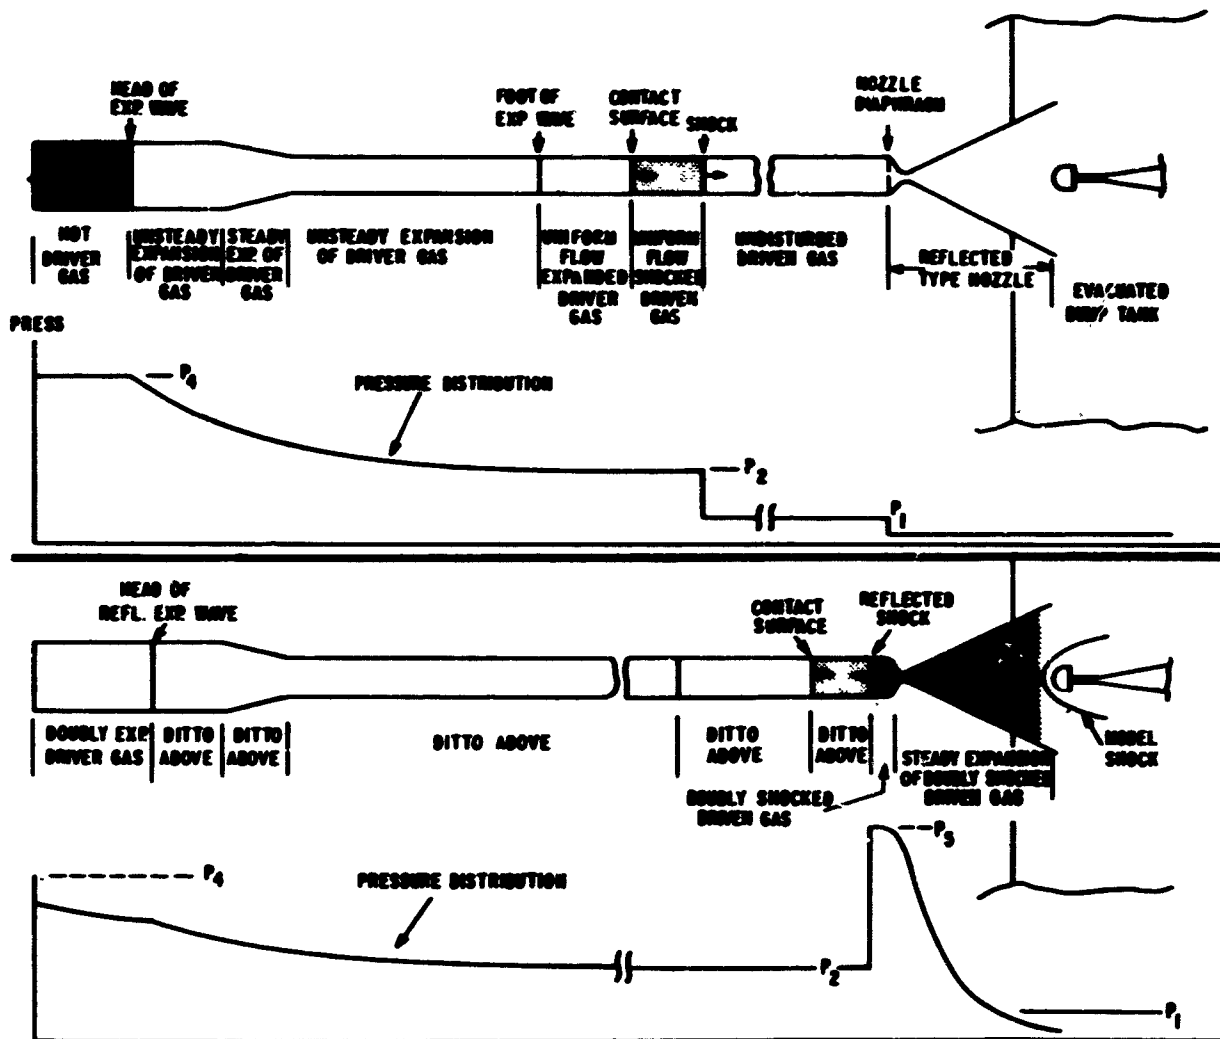 HEAD OF
EXP. WAVE
FOOT OF
EXP WAVE
CONTACT
SURFACE
SHOCK
NOZZLE
DIAPHRAGM
HOT
DRIVER
GAS
UNSTEADY
EXPANSION
OF DRIVER
GAS
STEADY
EXP. OF
DRIVER
GAS
UNSTEADY EXPANSION
OF DRIVER GAS
UNIFORM
FLOW
EXPANDED
DRIVER
GAS
UNIFORM
FLOW
SHOCKED
DRIVEN
GAS
UNDISTURBED
DRIVEN GAS
REFLECTED
TYPE NOZZLE
EVACUATED
DUMP TANK
PRESS
P4
PRESSURE DISTRIBUTION
P2
P1
HEAD OF
REFL. EXP. WAVE
CONTACT
SURFACE
REFLECTED
SHOCK
DOUBLY EXP.
DRIVER GAS
DITTO
ABOVE
DITTO
ABOVE
DITTO ABOVE
DITTO
ABOVE
DITTO
ABOVE
STEADY EXPANSION
OF DOUBLY SHOCKED
DRIVEN GAS
MODEL
SHOCK
DOUBLY SHOCKED
DRIVEN GAS
P5
P4
PRESSURE DISTRIBUTION
P2
P1